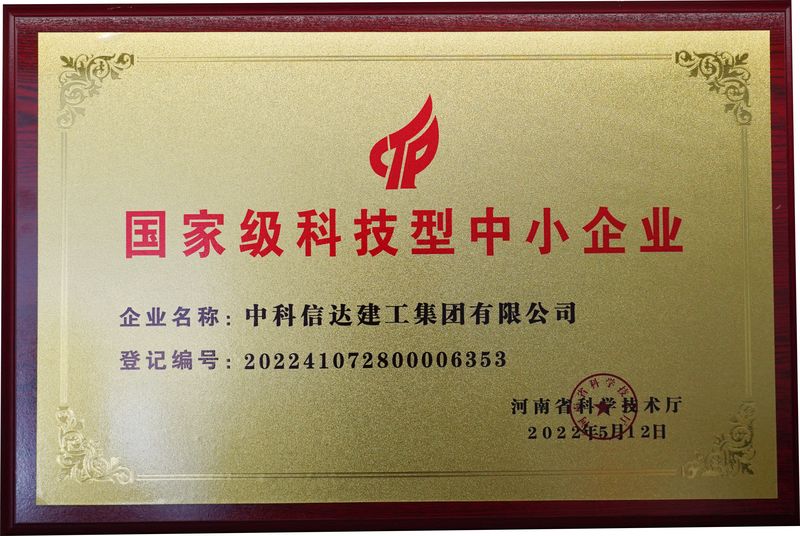 CTP
国家级科技型中小企业
企业名称：中科信达建工集团有限公司
登记编号：202241072800006353
河南省科学技术厅
2022年5月12日